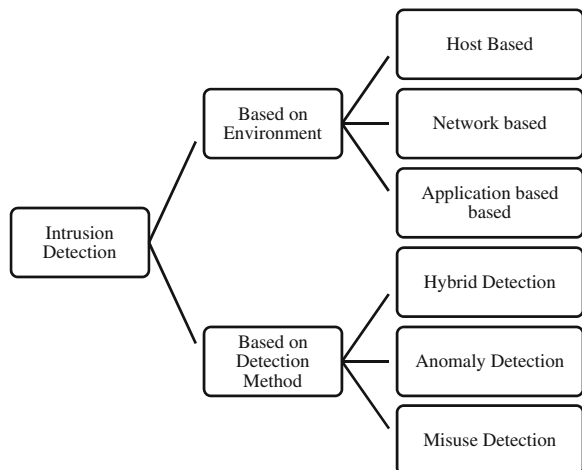 Host Based
Based on
Environment
Network based
Application based
based
Intrusion
Detection
Hybrid Detection
Based on
Detection
Method
Anomaly Detection
Misuse Detection